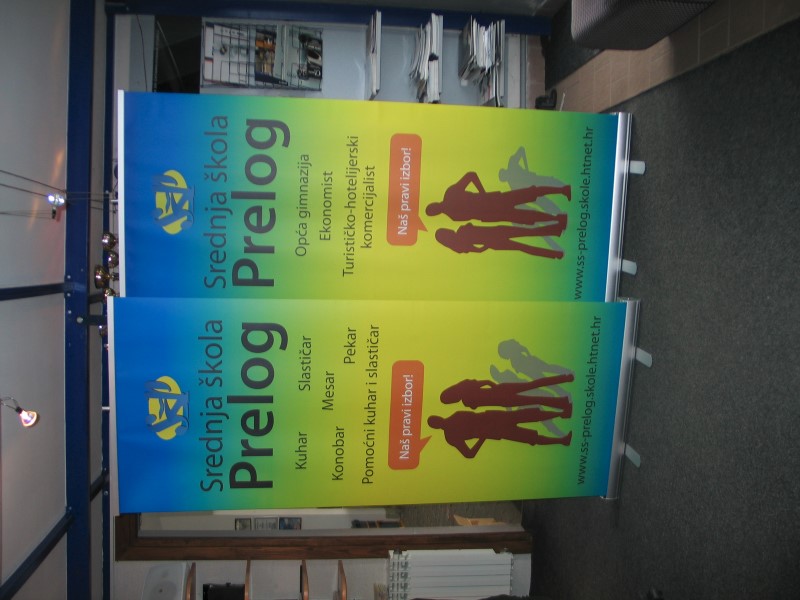 Srednja škola
Prelog
Kuhar
Slastičar
Konobar
Mesar
Pekar
Pomoćni kuhar i slastičar
Naš pravi izbor!
www.ss-prelog.skole.htnet.hr
Srednja škola
Prelog
Opća gimnazija
Ekonomist
Turističko-hotelijerski
komercijalist
Naš pravi izbor!
www.ss-prelog.skole.htnet.hr